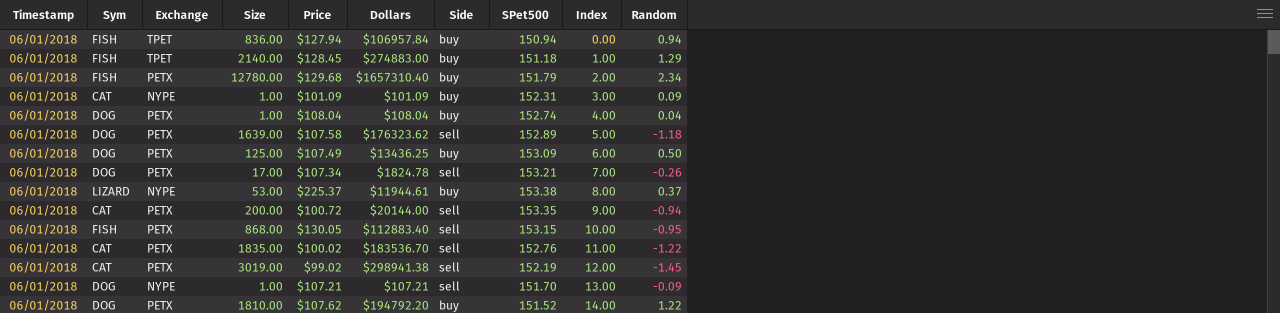 Timestamp Sym Exchange Size Price Dollars Side SPet500 Index Random
06/01/2018 FISH TPET 836.00 $127.94 $106957.84 buy 150.94 0.00 0.94
06/01/2018 FISH TPET 2140.00 $128.45 $274883.00 buy 151.18 1.00 1.29
06/01/2018 FISH PETX 12780.00 $129.68 $1657310.40 buy 151.79 2.00 2.34
06/01/2018 CAT NYPE 1.00 $101.09 $101.09 buy 152.31 3.00 0.09
06/01/2018 DOG PETX 1.00 $108.04 $108.04 buy 152.74 4.00 0.04
06/01/2018 DOG PETX 1639.00 $107.58 $176323.62 sell 152.89 5.00 -1.18
06/01/2018 DOG PETX 125.00 $107.49 $13436.25 buy 153.09 6.00 0.50
06/01/2018 DOG PETX 17.00 $107.34 $1824.78 sell 153.21 7.00 -0.26
06/01/2018 LIZARD NYPE 53.00 $225.37 $11944.61 buy 153.38 8.00 0.37
06/01/2018 CAT PETX 200.00 $100.72 $20144.00 sell 153.35 9.00 -0.94
06/01/2018 FISH PETX 868.00 $130.05 $112883.40 sell 153.15 10.00 -0.95
06/01/2018 CAT PETX 1835.00 $100.02 $183536.70 sell 152.76 11.00 -1.22
06/01/2018 CAT PETX 3019.00 $99.02 $298941.38 sell 152.19 12.00 -1.45
06/01/2018 DOG NYPE 1.00 $107.21 $107.21 sell 151.70 13.00 -0.09
06/01/2018 DOG PETX 1810.00 $107.62 $194792.20 buy 151.52 14.00 1.22